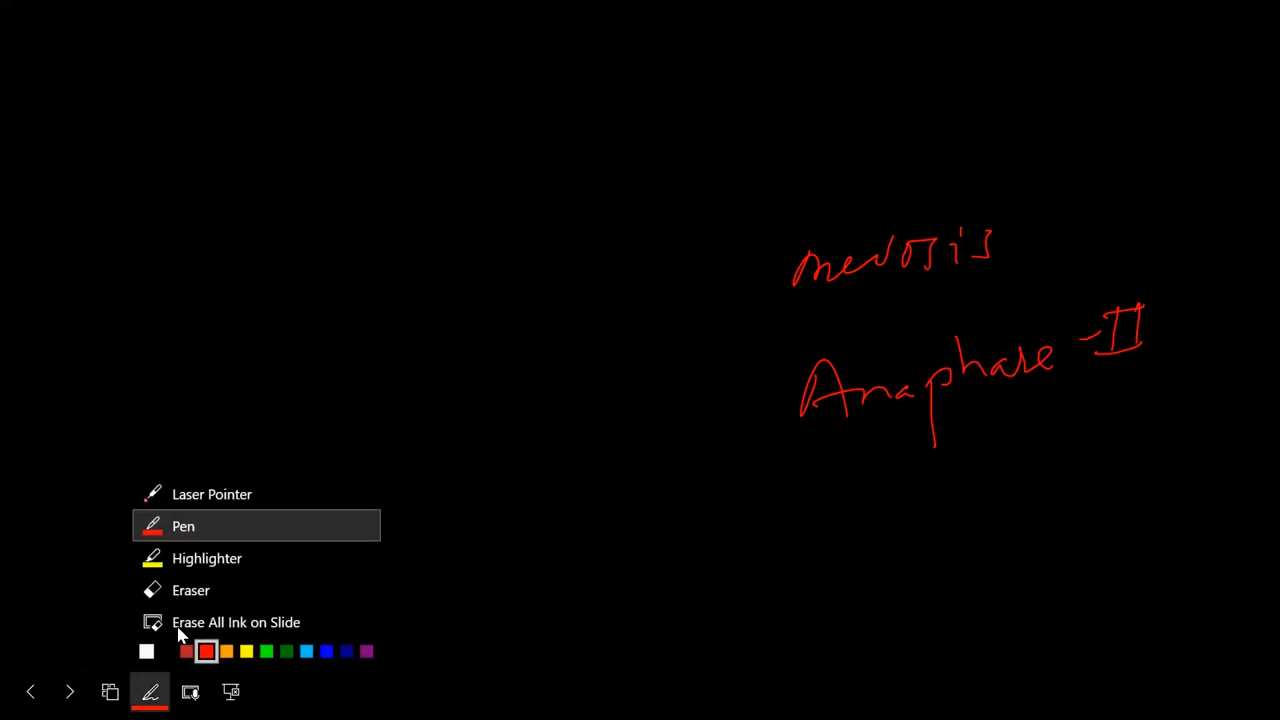 meiosis
Anaphase - II
Laser Pointer
Pen
Highlighter
Eraser
Erase All Ink on Slide